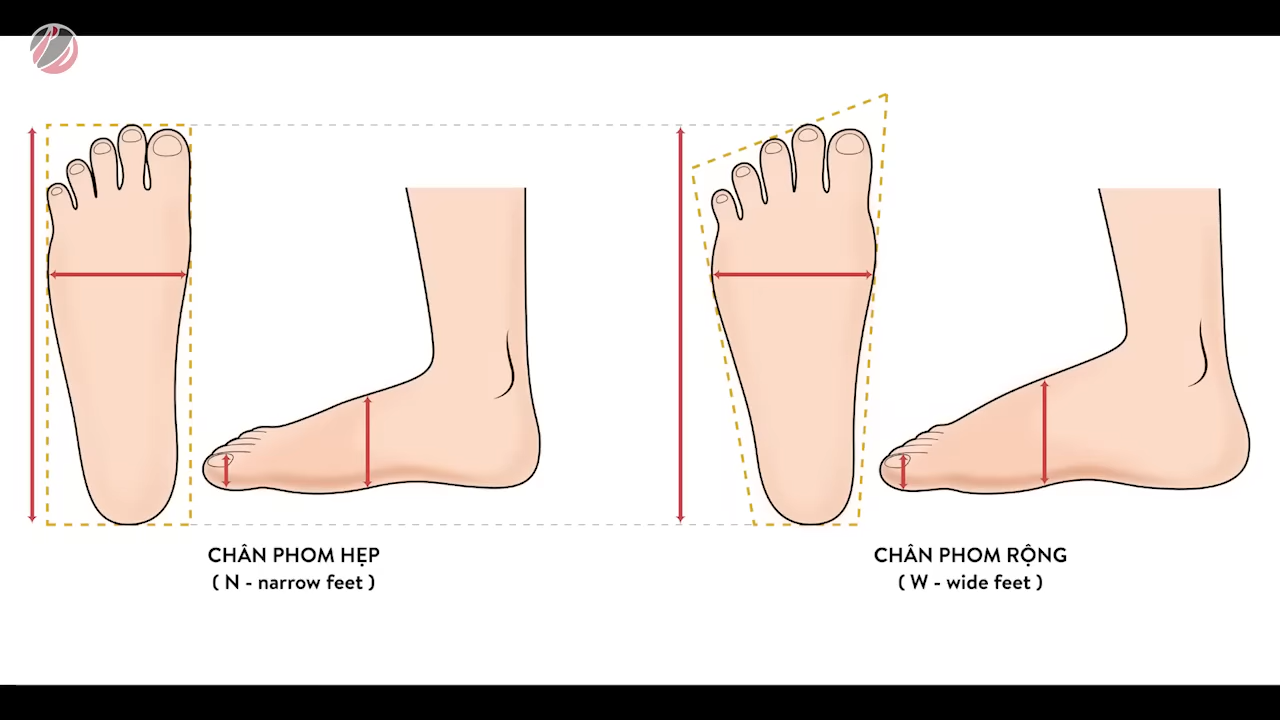 CHÂN PHOM HẸP
( N - narrow feet )
CHÂN PHOM RỘNG
( W - wide feet )